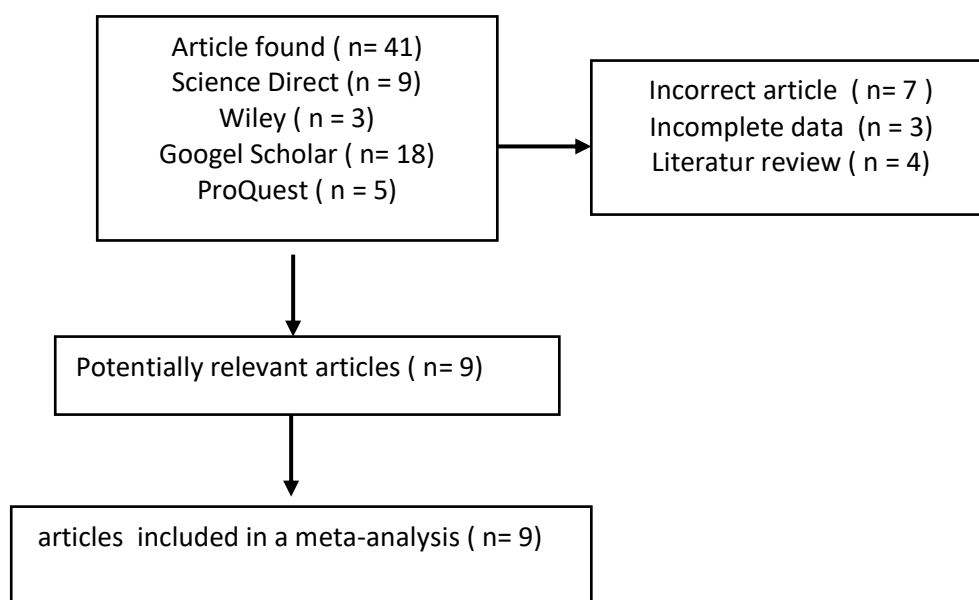 Article found ( n= 41)
Science Direct (n = 9)
Wiley ( n = 3)
Googel Scholar ( n= 18)
ProQuest ( n = 5)
Incorrect article ( n= 7 )
Incomplete data (n = 3)
Literatur review ( n = 4)
Potentially relevant articles ( n= 9)
articles included in a meta-analysis ( n= 9)